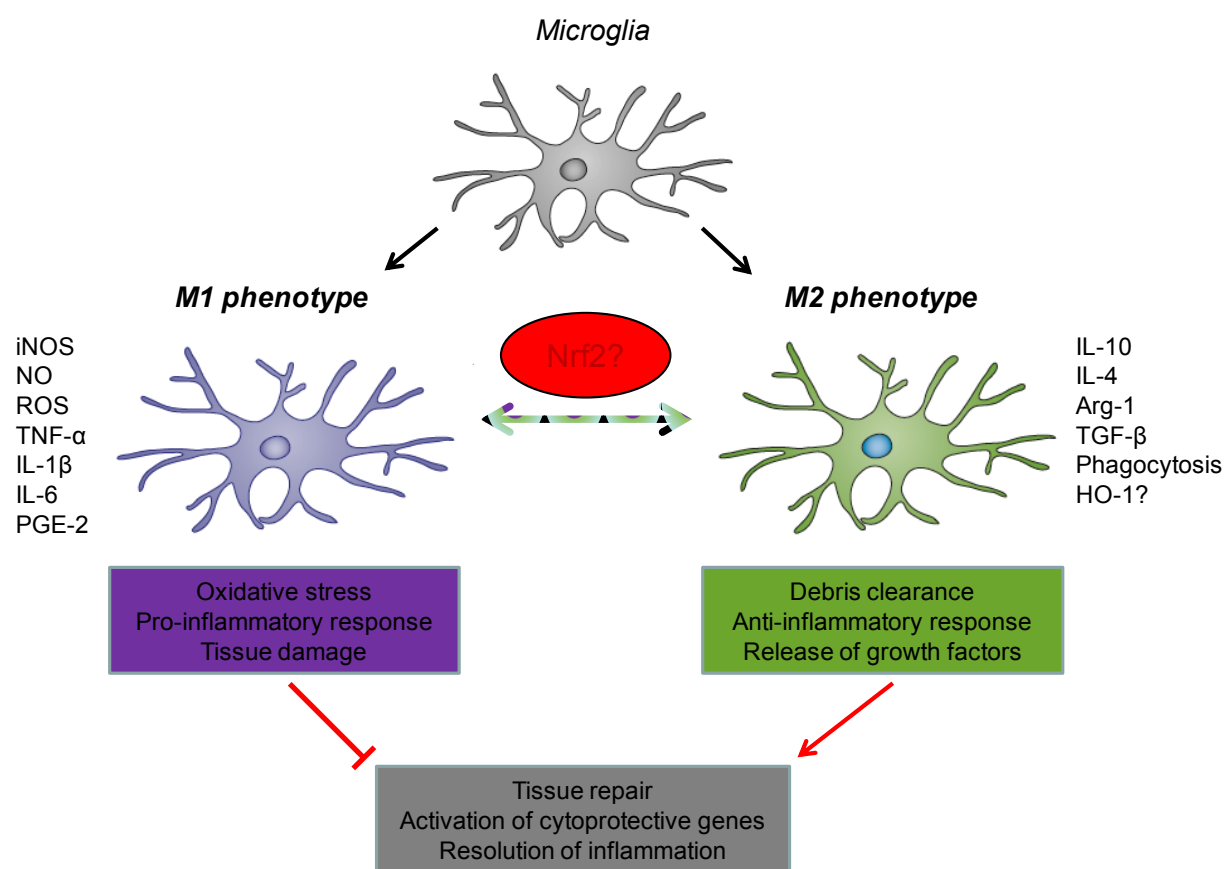 Microglia
M1 phenotype
M2 phenotype
Nrf2?
iNOS
NO
ROS
TNF-α
IL-1β
IL-6
PGE-2
IL-10
IL-4
Arg-1
TGF-β
Phagocytosis
HO-1?
Oxidative stress
Pro-inflammatory response
Tissue damage
Debris clearance
Anti-inflammatory response
Release of growth factors
Tissue repair
Activation of cytoprotective genes
Resolution of inflammation